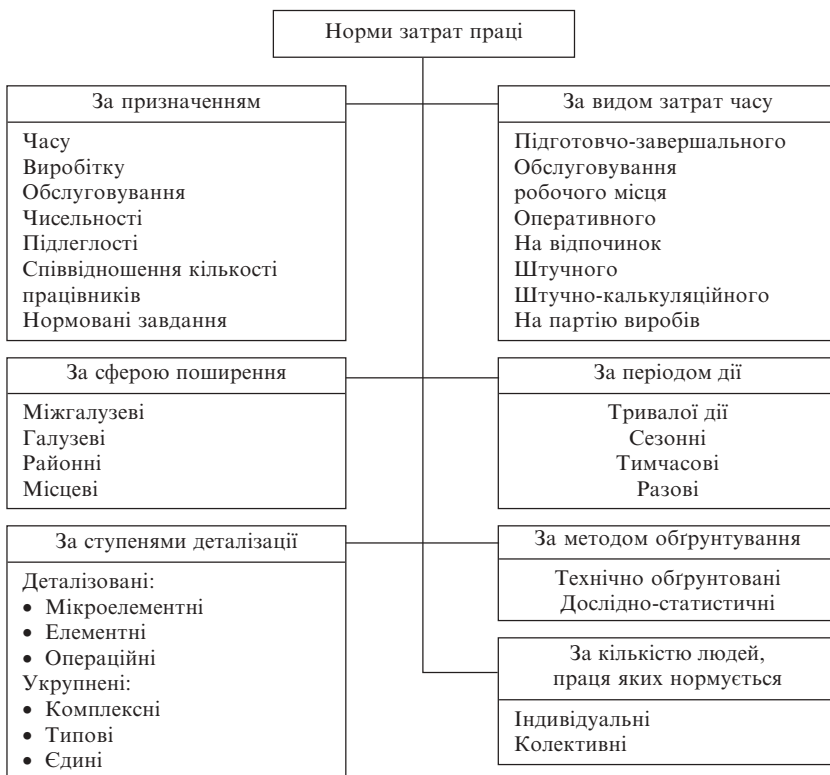 Норми затрат праці
За призначенням
Часу
Виробітку
Обслуговування
Чисельності
Підлеглості
Співвідношення кількості
працівників
Нормовані завдання
За видом затрат часу
Підготовчо-завершального
Обслуговування
робочого місця
Оперативного
На відпочинок
Штучного
Штучно-калькуляційного
На партію виробів
За сферою поширення
Міжгалузеві
Галузеві
Районні
Місцеві
За періодом дії
Тривалої дії
Сезонні
Тимчасові
Разові
За ступенями деталізації
Деталізовані:
• Мікроелементні
• Елементні
• Операційні
Укрупнені:
• Комплексні
• Типові
• Єдині
За методом обґрунтування
Технічно обґрунтовані
Дослідно-статистичні
За кількістю людей,
праця яких нормується
Індивідуальні
Колективні